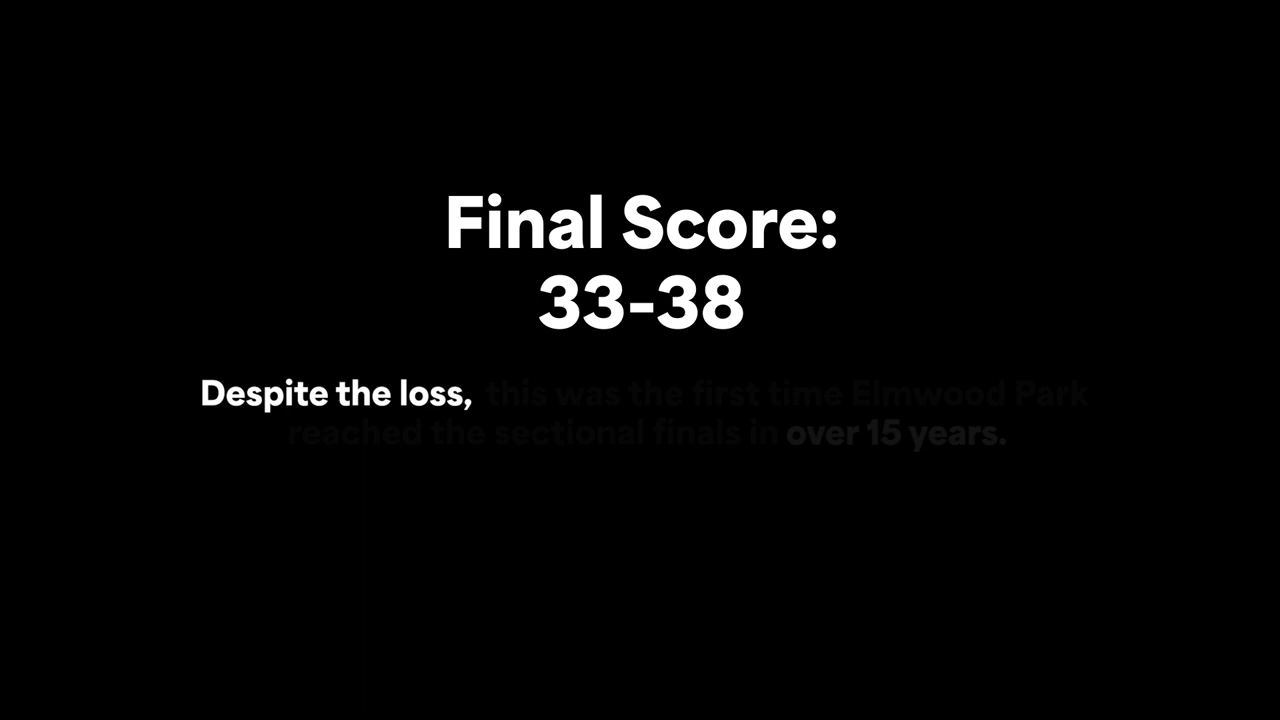 Final Score:
33-38
Despite the loss, this was the first time Elmwood Park
reached the sectional finals in over 15 years.